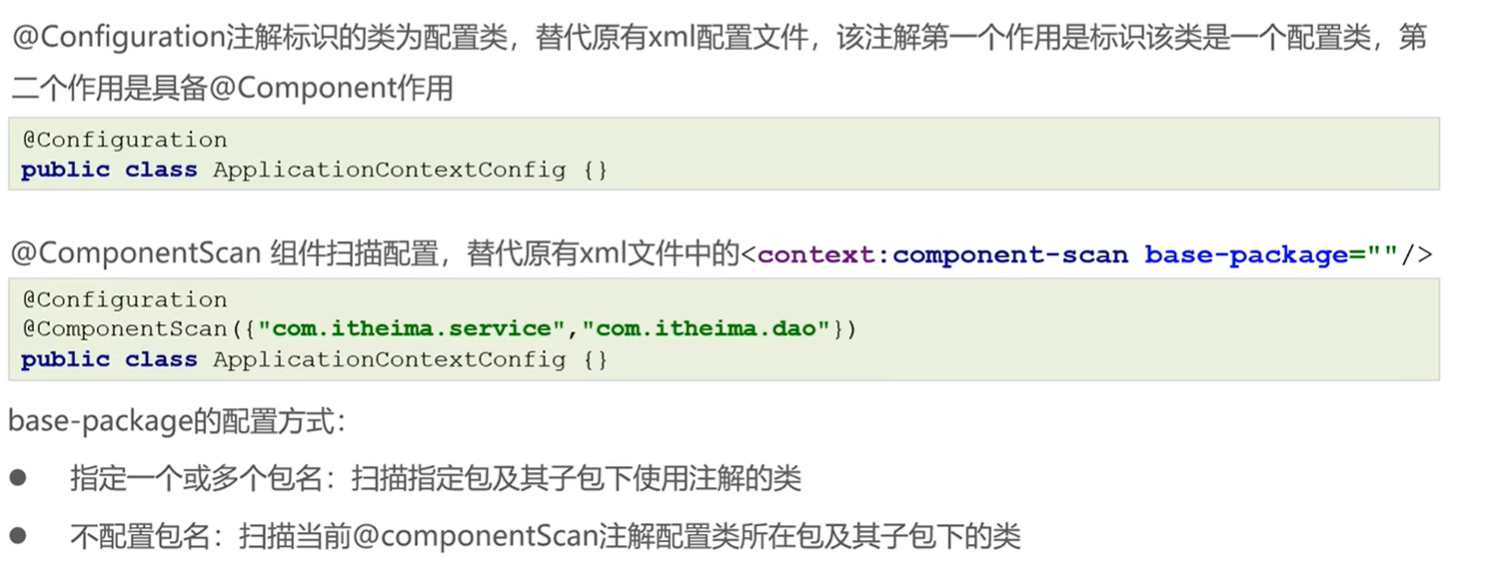 @Configuration注解标识的类为配置类，替代原有xml配置文件，该注解第一个作用是标识该类是一个配置类，第
二个作用是具备@Component作用
@Configuration
public class ApplicationContextConfig {}
@ComponentScan 组件扫描配置，替代原有xml文件中的<context:component-scan base-package=""/>
@Configuration
@ComponentScan({"com.itheima.service","com.itheima.dao"})
public class ApplicationContextConfig {}
base-package的配置方式：
● 指定一个或多个包名：扫描指定包及其子包下使用注解的类
● 不配置包名：扫描当前@componentScan注解配置类所在包及其子包下的类